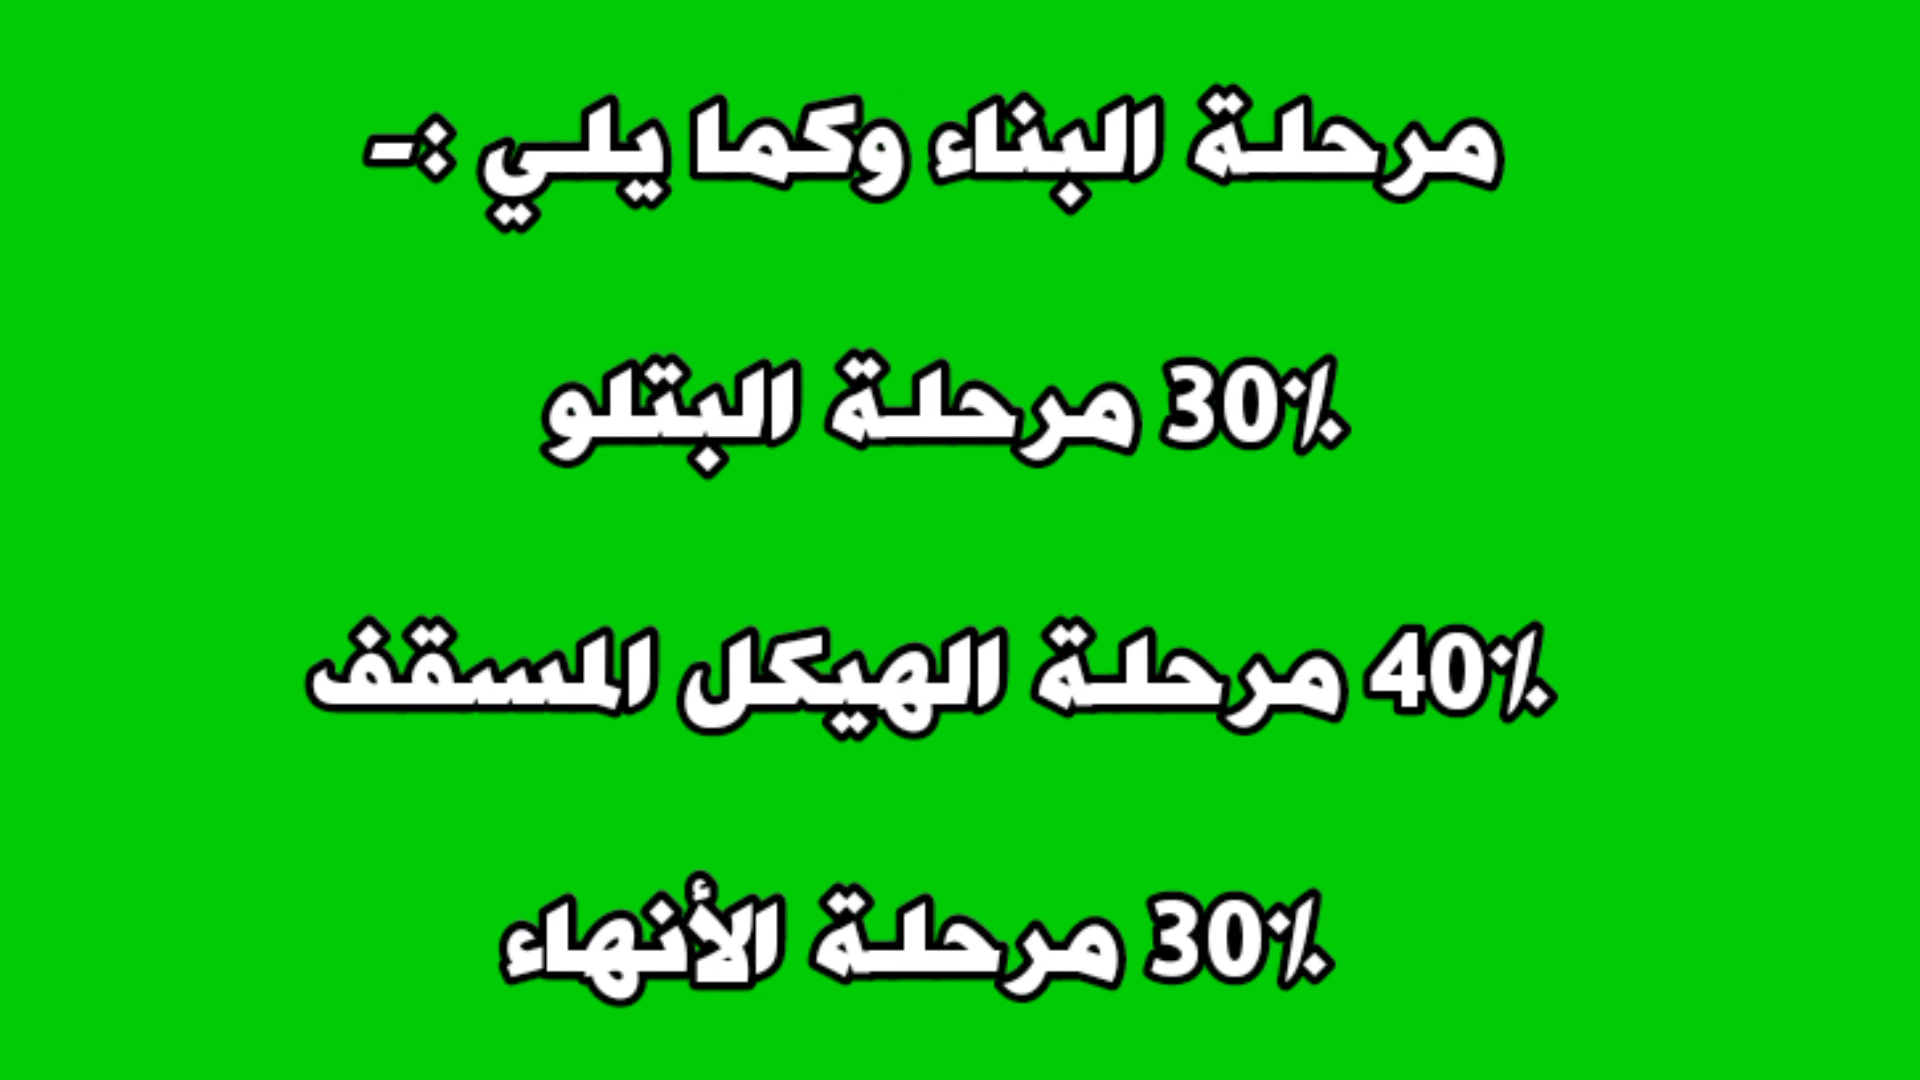 مرحلة البناء وكما يلي :-
30٪ مرحلة البتلو
40٪ مرحلة الهيكل المسقف
30٪ مرحلة الأنهاء